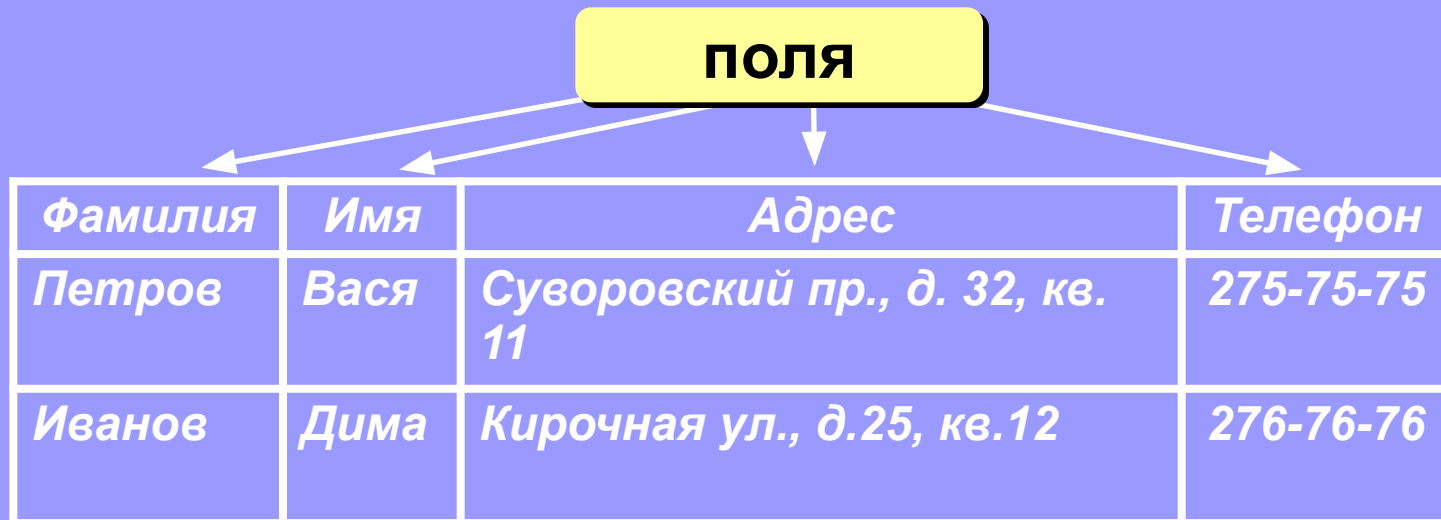 поля
Фамилия Имя Адрес Телефон
Петров Вася Суворовский пр., д. 32, кв. 275-75-75
11
Иванов Дима Кирочная ул., д.25, кв.12 276-76-76